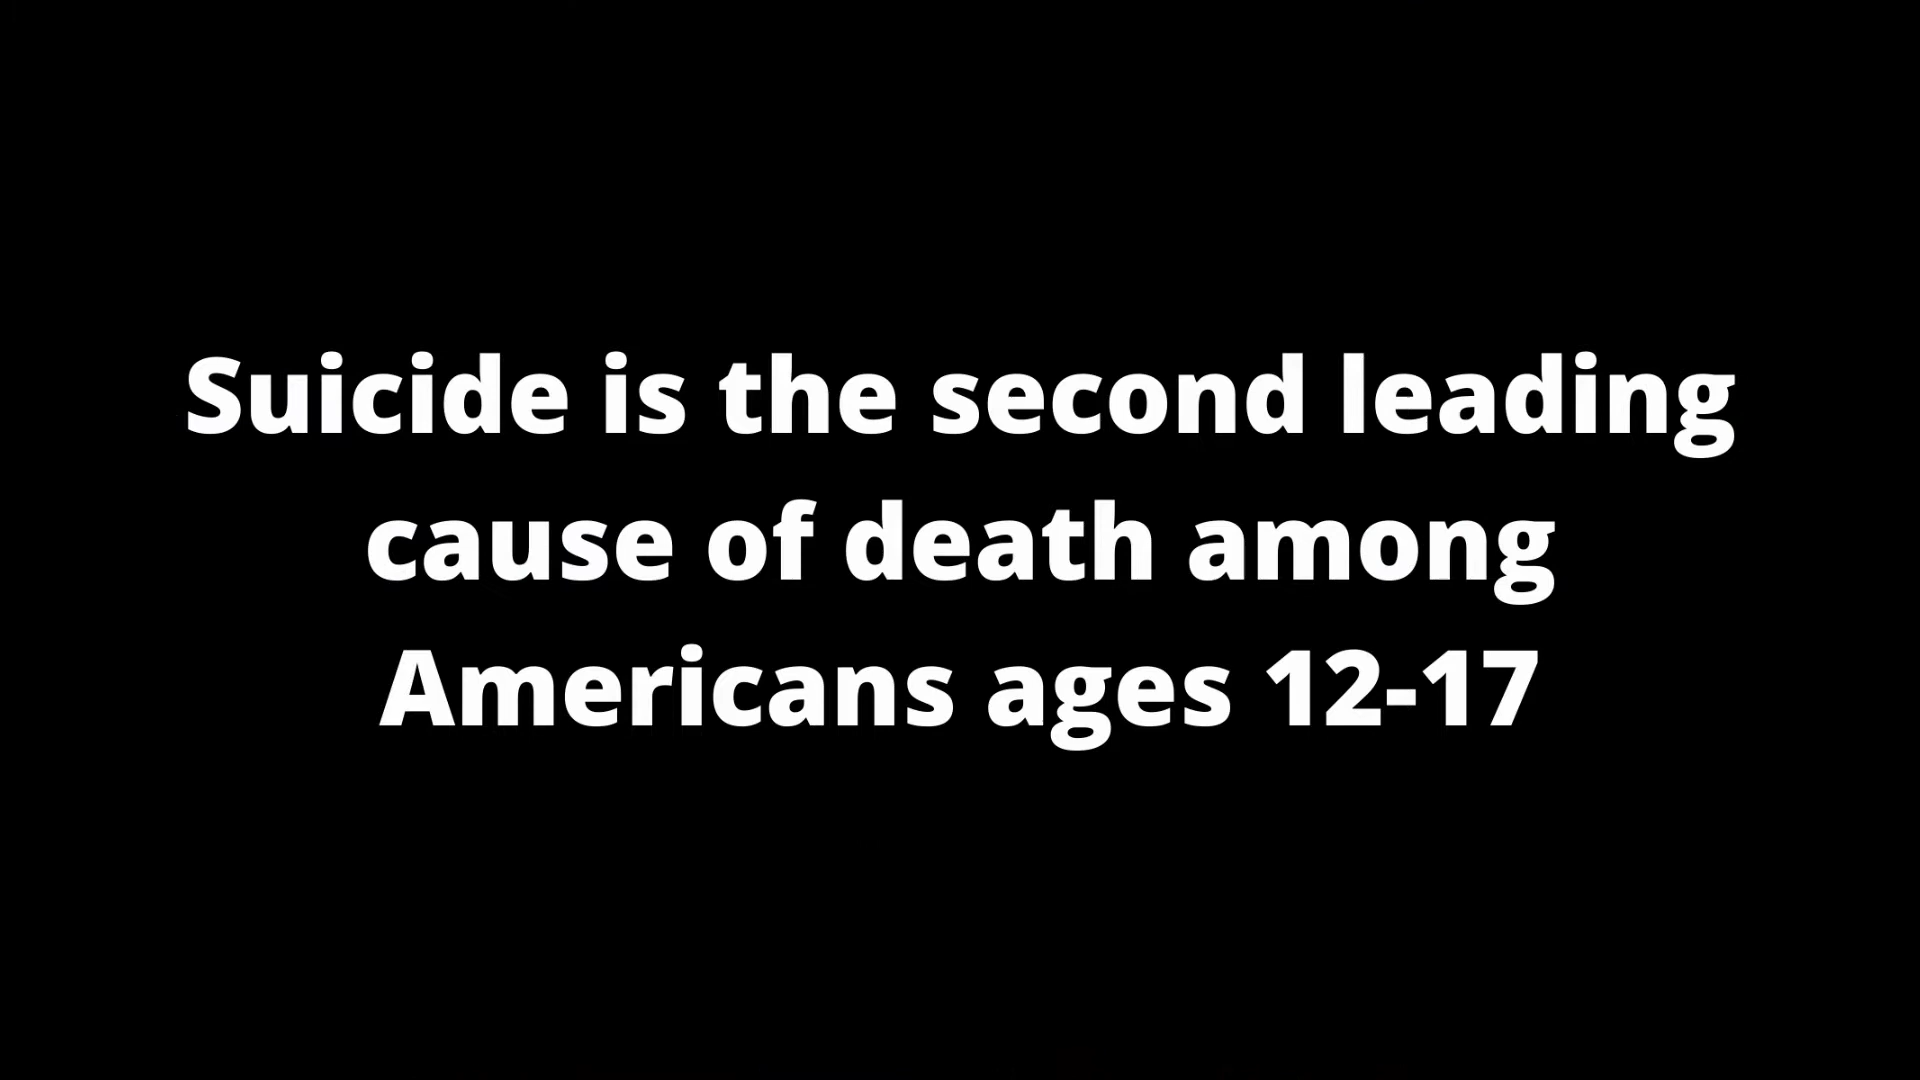 Suicide is the second leading
cause of death among
Americans ages 12-17